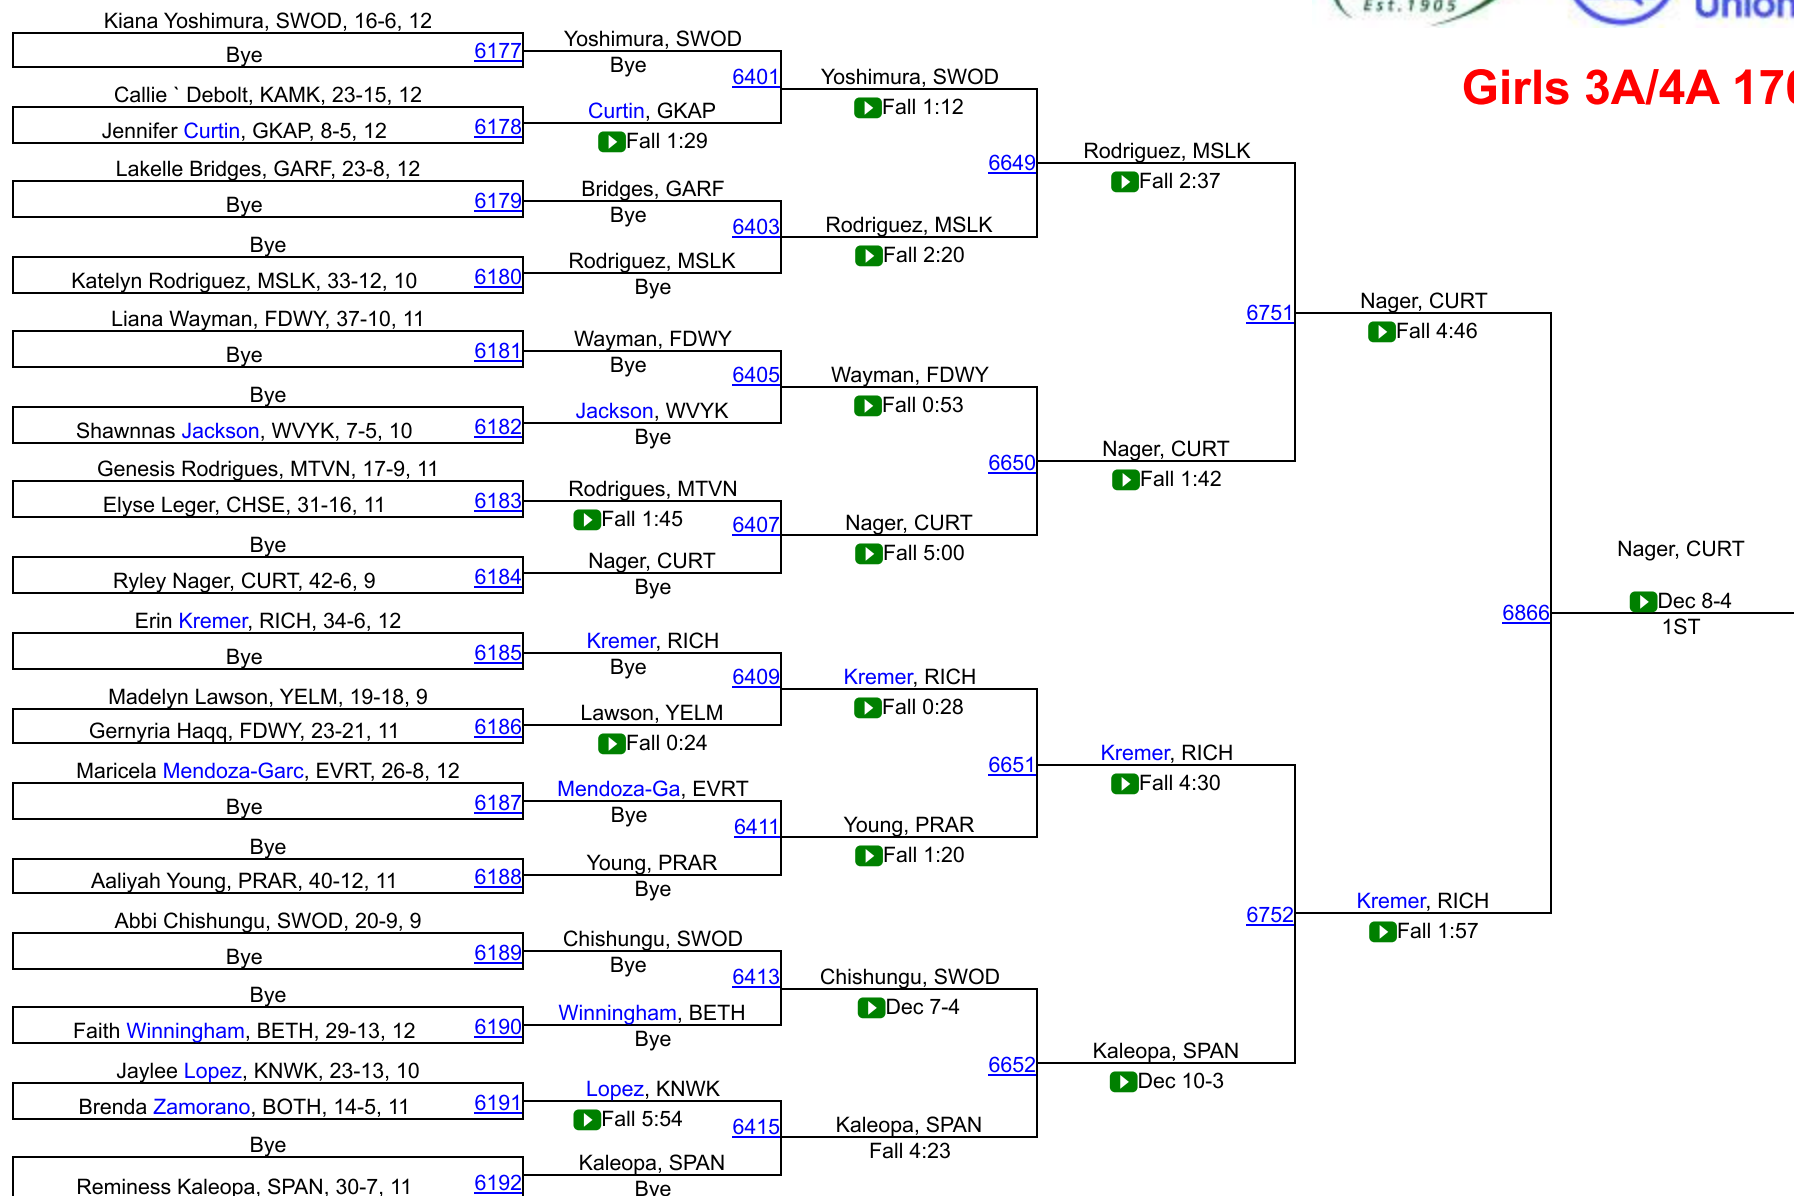 Est.1905
Union
Girls 3A/4A 170
Kiana Yoshimura, SWOD, 16-6, 12
Bye
6177
Callie ` Debolt, KAMK, 23-15, 12
Jennifer Curtin, GKAP, 8-5, 12
6178
Lakelle Bridges, GARF, 23-8, 12
Bye
6179
Bye
Katelyn Rodriguez, MSLK, 33-12, 10
6180
Liana Wayman, FDWY, 37-10, 11
Bye
6181
Bye
Shawnnas Jackson, WVYK, 7-5, 10
6182
Genesis Rodrigues, MTVN, 17-9, 11
Elyse Leger, CHSE, 31-16, 11
6183
Bye
Ryley Nager, CURT, 42-6, 9
6184
Erin Kremer, RICH, 34-6, 12
Bye
6185
Madelyn Lawson, YELM, 19-18, 9
Gernyria Haqq, FDWY, 23-21, 11
6186
Maricela Mendoza-Garc, EVRT, 26-8, 12
Bye
6187
Bye
Aaliyah Young, PRAR, 40-12, 11
6188
Abbi Chishungu, SWOD, 20-9, 9
Bye
6189
Bye
Faith Winningham, BETH, 29-13, 12
6190
Jaylee Lopez, KNWK, 23-13, 10
Brenda Zamorano, BOTH, 14-5, 11
6191
Bye
Reminess Kaleopa, SPAN, 30-7, 11
6192
Yoshimura, SWOD
Bye
6401
Curtin, GKAP
Fall 1:29
Bridges, GARF
Bye
6403
Rodriguez, MSLK
Bye
Wayman, FDWY
Bye
6405
Jackson, WVYK
Bye
Rodrigues, MTVN
Fall 1:45
6407
Nager, CURT
Bye
Kremer, RICH
Bye
6409
Lawson, YELM
Fall 0:24
Mendoza-Ga, EVRT
Bye
6411
Young, PRAR
Bye
Chishungu, SWOD
Bye
6413
Winningham, BETH
Bye
Lopez, KNWK
Fall 5:54
6415
Kaleopa, SPAN
Bye
Yoshimura, SWOD
Fall 1:12
6649
Rodriguez, MSLK
Fall 2:20
Wayman, FDWY
Fall 0:53
6650
Nager, CURT
Fall 5:00
Kremer, RICH
Fall 0:28
6651
Young, PRAR
Fall 1:20
Chishungu, SWOD
Dec 7-4
6652
Kaleopa, SPAN
Fall 4:23
Rodriguez, MSLK
Fall 2:37
6751
Nager, CURT
Fall 1:42
Kremer, RICH
Fall 4:30
6752
Kaleopa, SPAN
Dec 10-3
Nager, CURT
Fall 4:46
6866
Kremer, RICH
Fall 1:57
Nager, CURT
Dec 8-4
1ST